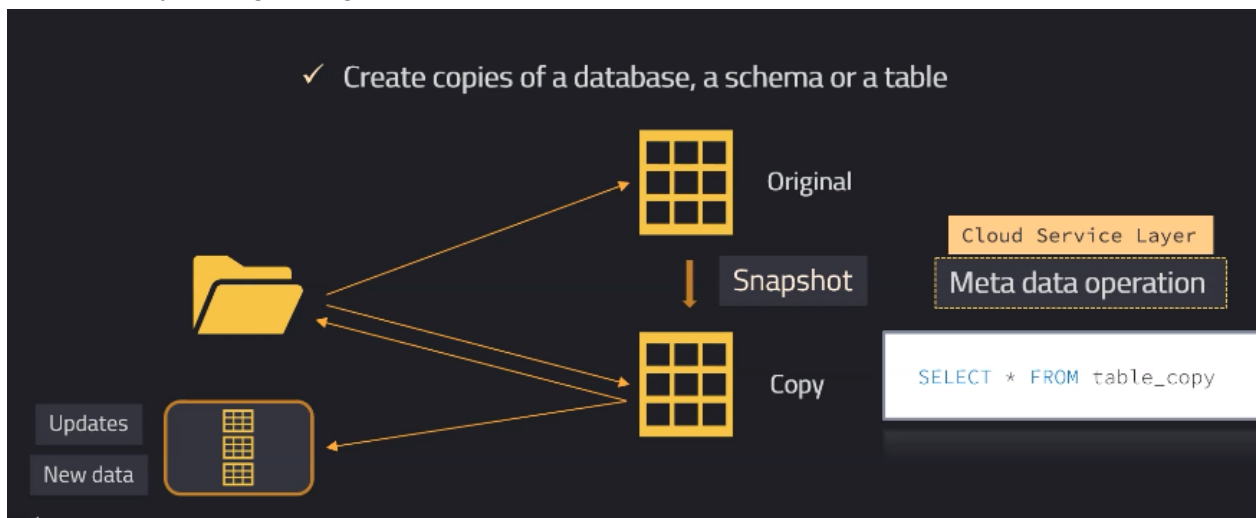 ✓ Create copies of a database, a schema or a table
Original
Cloud Service Layer
Snapshot
Meta data operation
Copy
SELECT * FROM table_copy
Updates
New data